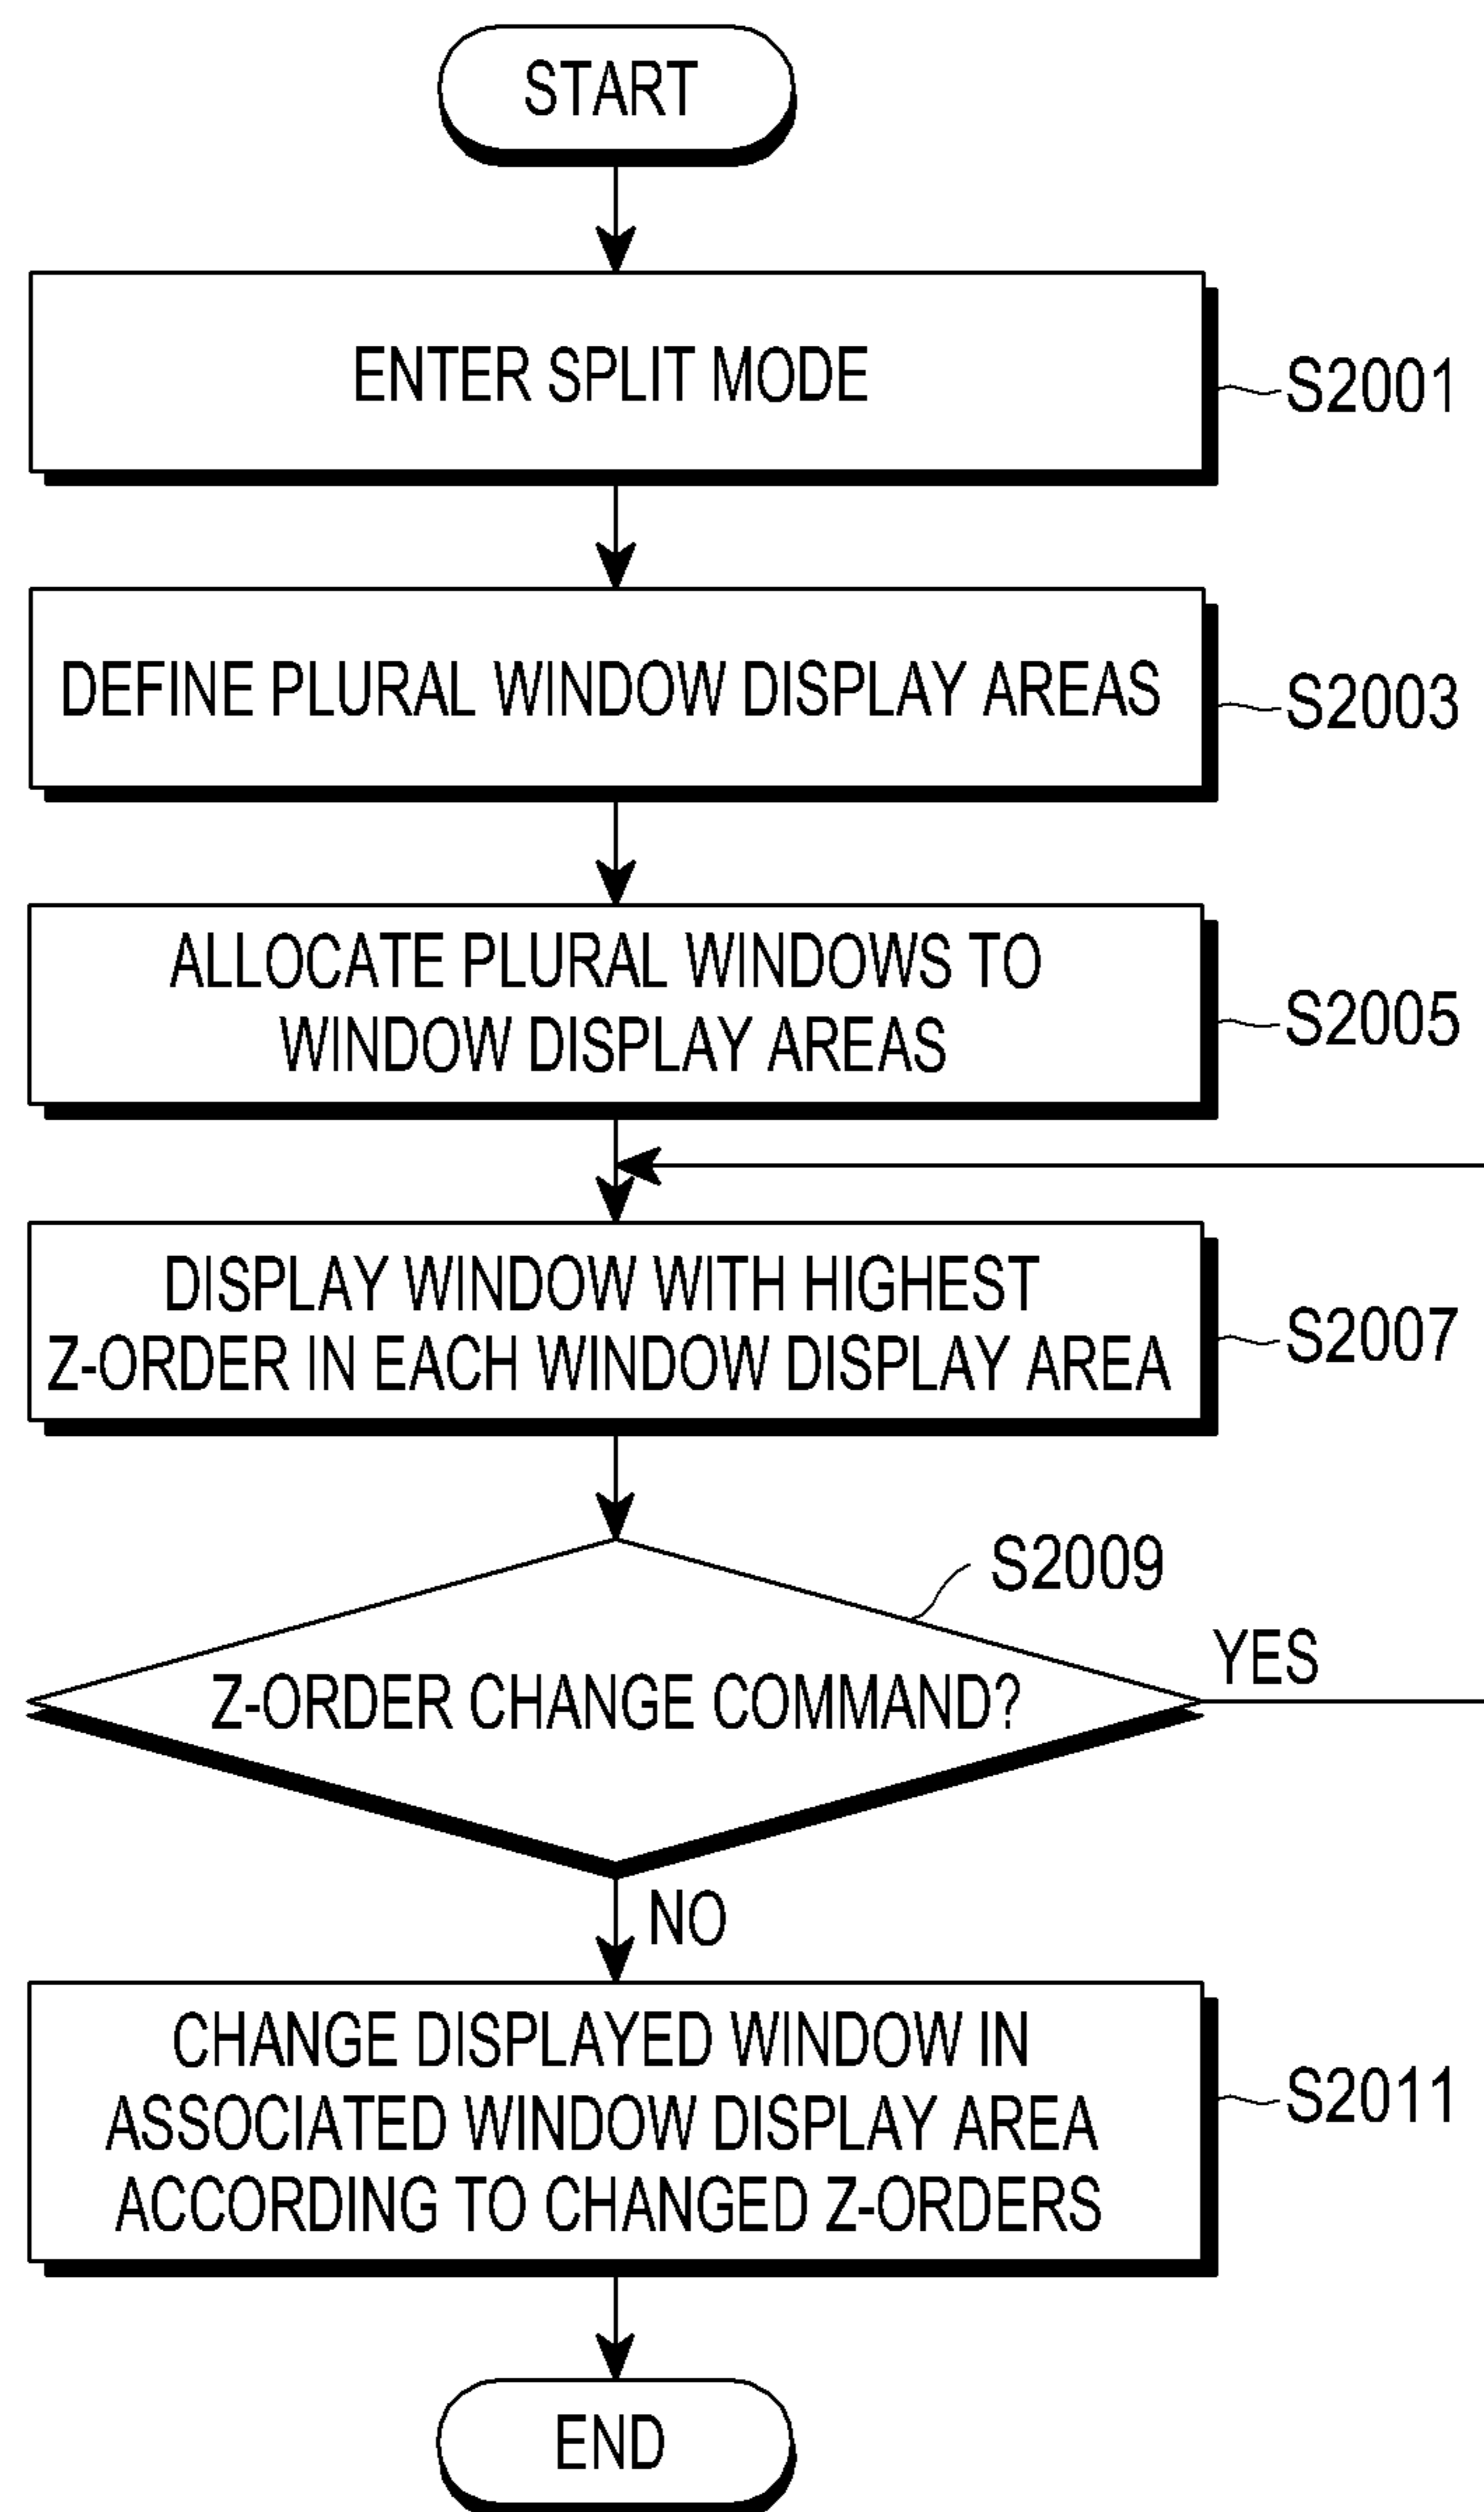 START
ENTER SPLIT MODE
S2001
DEFINE PLURAL WINDOW DISPLAY AREAS
S2003
ALLOCATE PLURAL WINDOWS TO
WINDOW DISPLAY AREAS
S2005
DISPLAY WINDOW WITH HIGHEST
Z-ORDER IN EACH WINDOW DISPLAY AREA
S2007
S2009
Z-ORDER CHANGE COMMAND?
YES
NO
CHANGE DISPLAYED WINDOW IN
ASSOCIATED WINDOW DISPLAY AREA
ACCORDING TO CHANGED Z-ORDERS
S2011
END